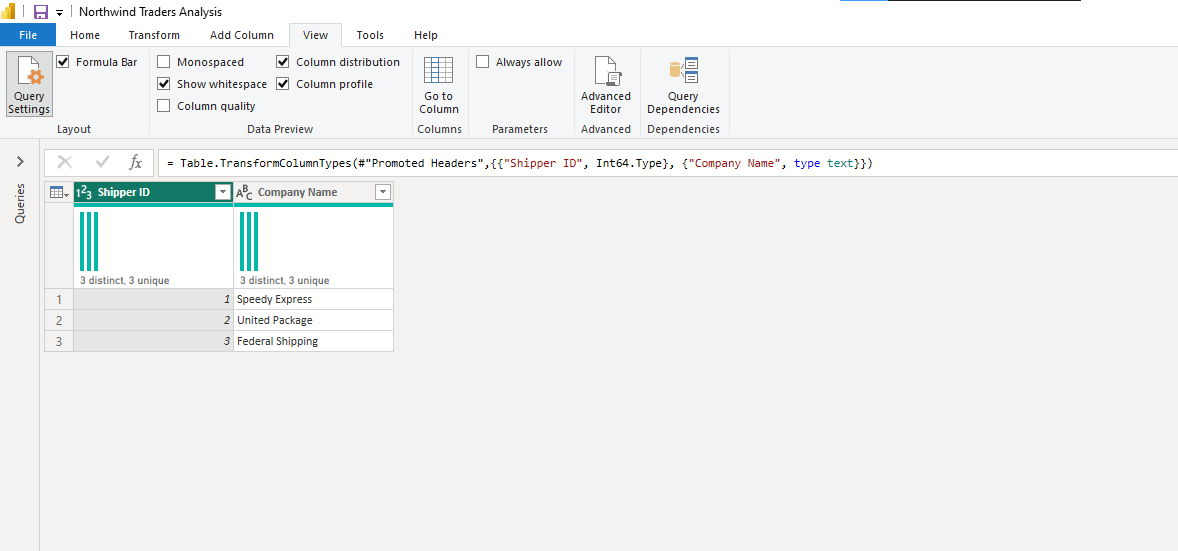 Northwind Traders Analysis
File Home Transform Add Column View Tools Help
Query Settings
Formula Bar
Layout
Monospaced
Show whitespace
Column quality
Column distribution
Column profile
Data Preview
Go to Column
Columns
Always allow
Parameters
Advanced Editor
Advanced
Query Dependencies
Dependencies
Queries
fx
= Table.TransformColumnTypes(#"Promoted Headers",{{"Shipper ID", Int64.Type}, {"Company Name", type text}})
123 Shipper ID ABC Company Name
3 distinct, 3 unique 3 distinct, 3 unique
1 1 Speedy Express
2 2 United Package
3 3 Federal Shipping